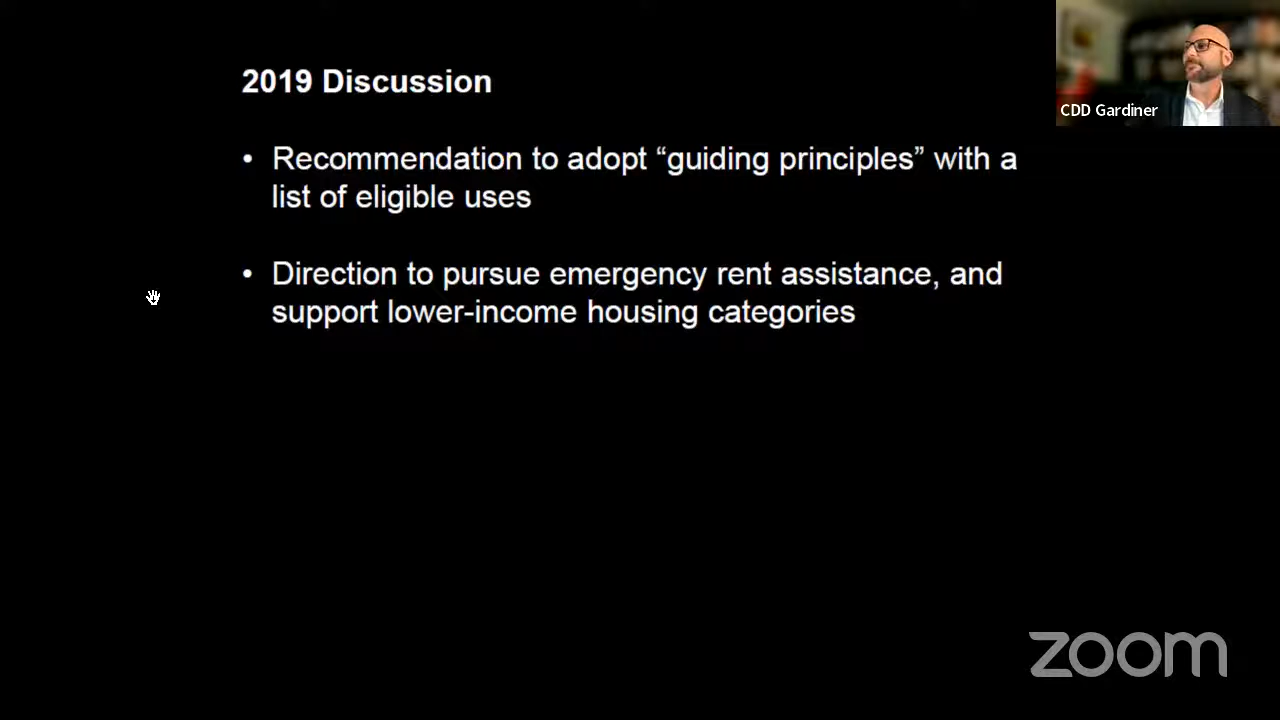 2019 Discussion
• Recommendation to adopt “guiding principles” with a
list of eligible uses
• Direction to pursue emergency rent assistance, and
support lower-income housing categories
CDD Gardiner
zoom